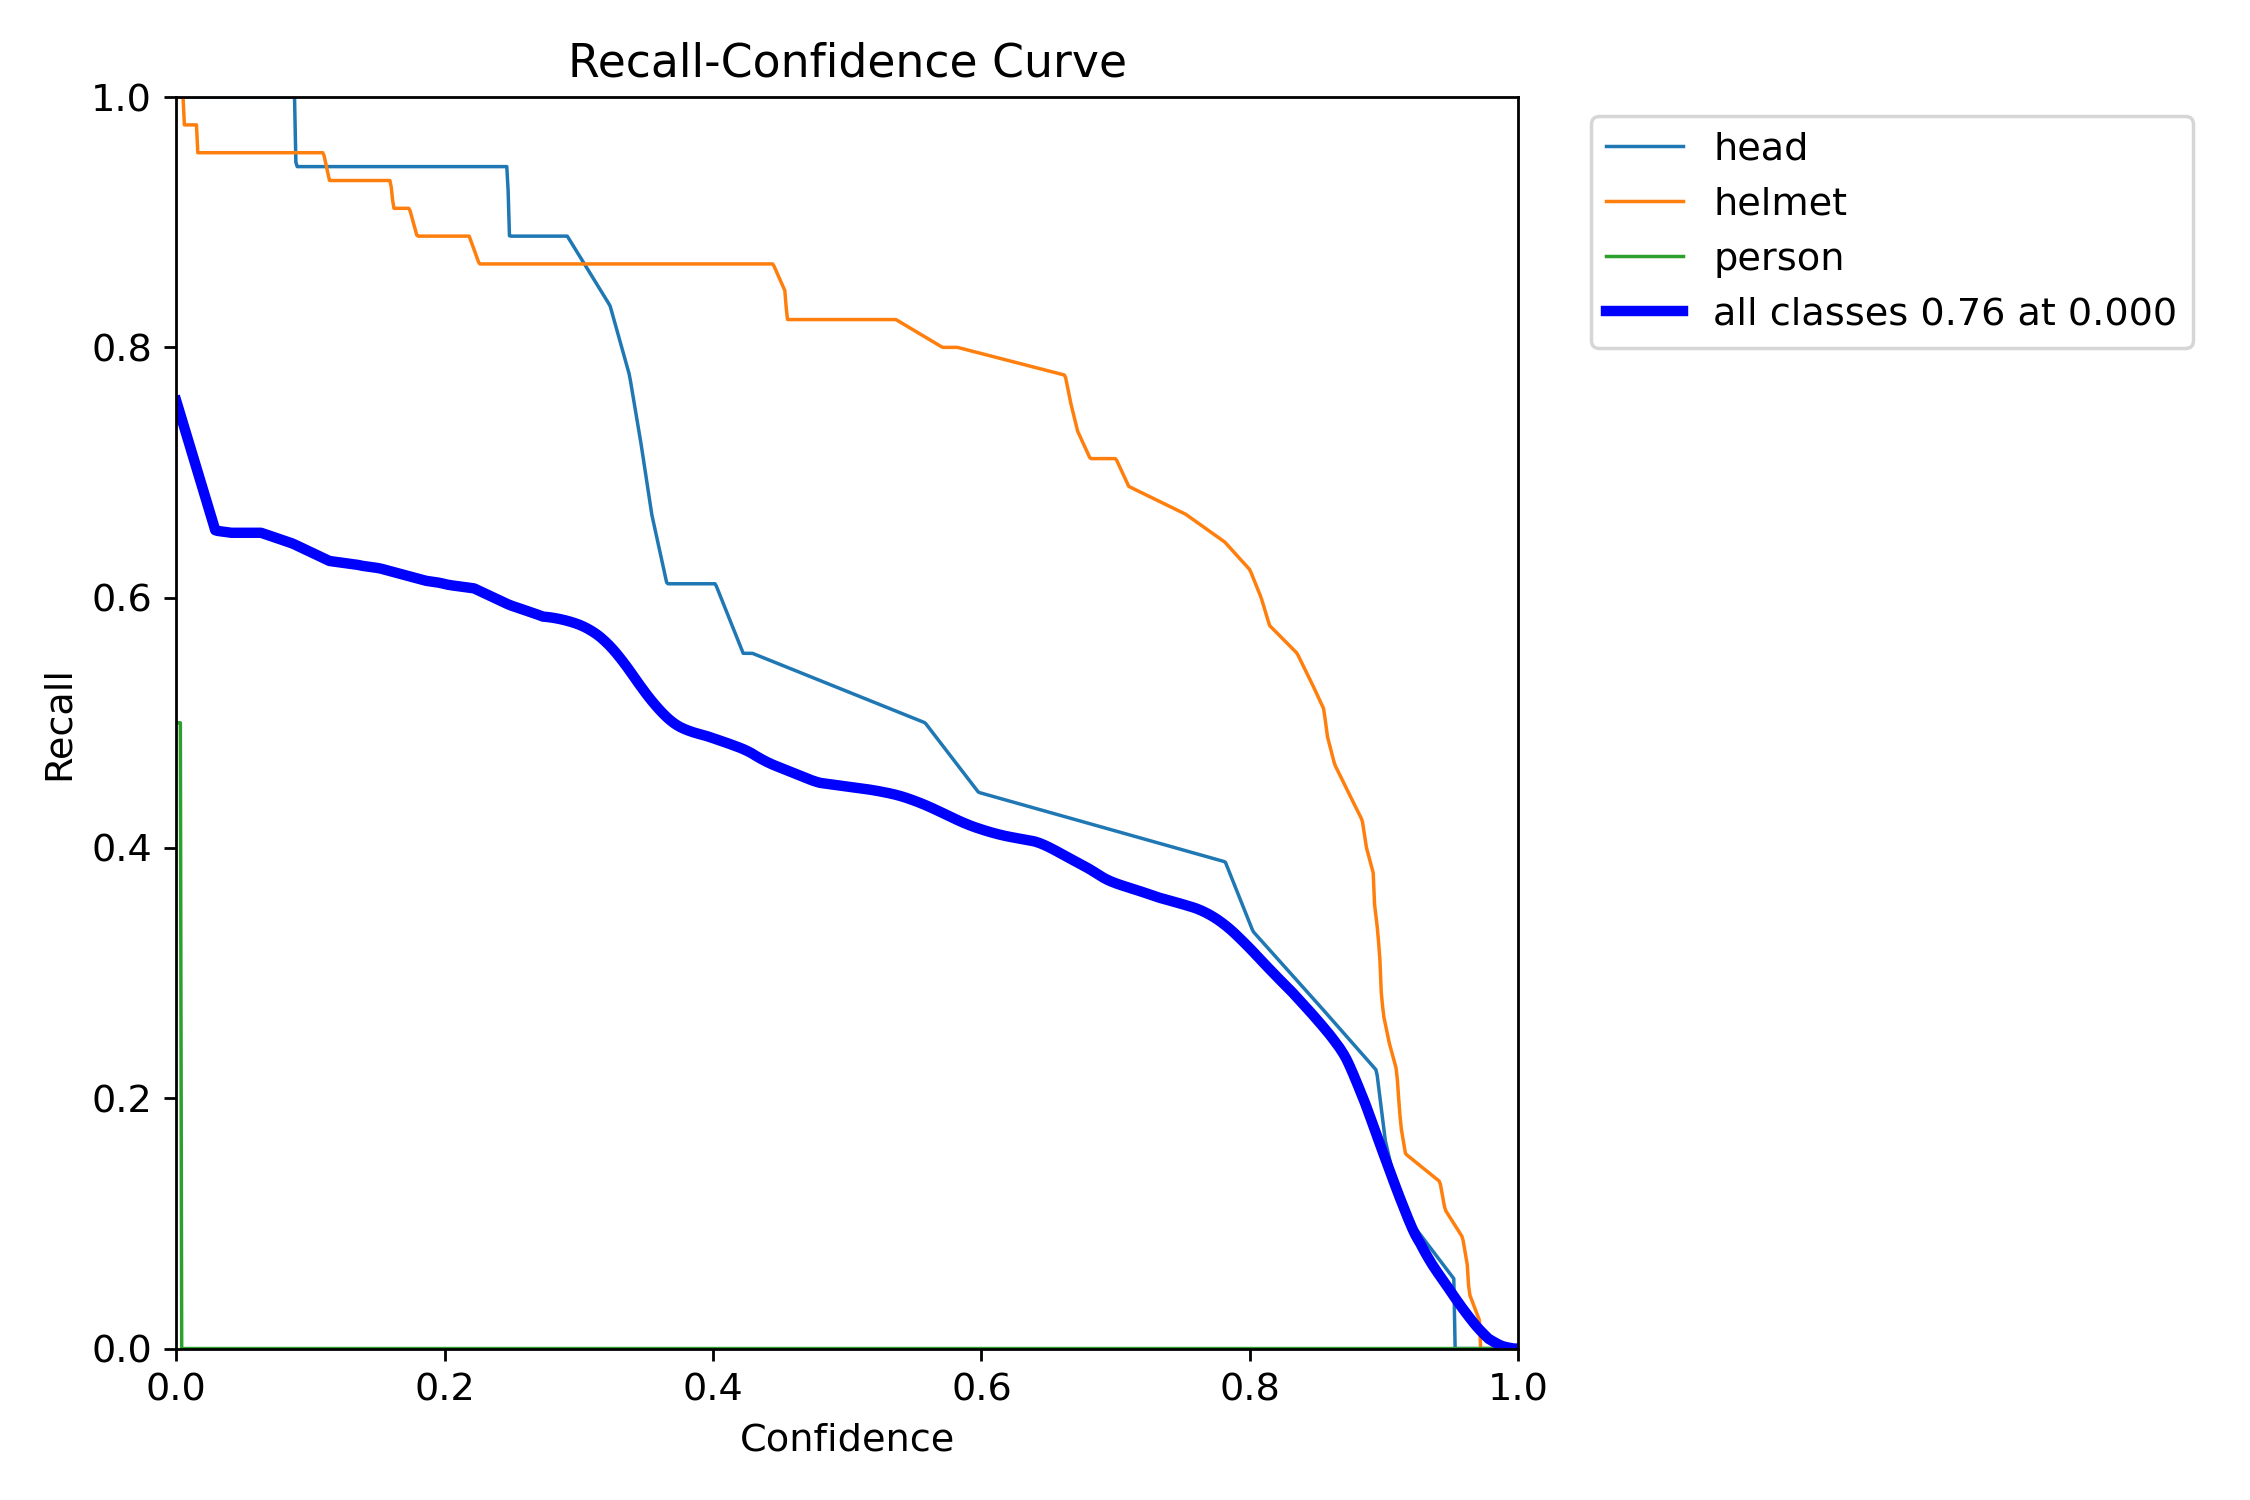 Recall-Confidence Curve
1.0
0.8
0.6
0.4
0.2
0.0
Recall
0.0 0.2 0.4 0.6 0.8 1.0
Confidence
head
helmet
person
all classes 0.76 at 0.000